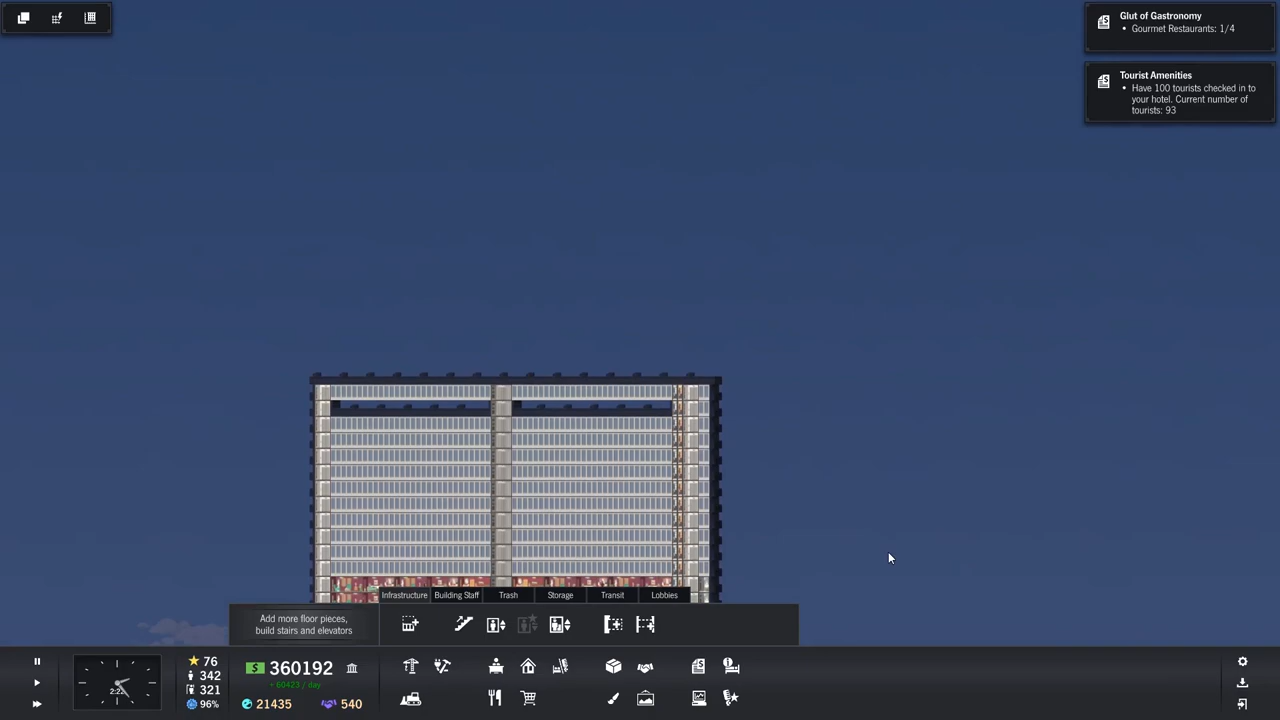 Glut of Gastronomy
• Gourmet Restaurants: 1/4
Tourist Amenities
• Have 100 tourists checked in to
your hotel. Current number of
tourists: 93
Infrastructure
Building Staff
Trash
Storage
Transit
Lobbies
Add more floor pieces,
build stairs and elevators
76
342
321
96%
360192
+ 60423 / day
21435
540